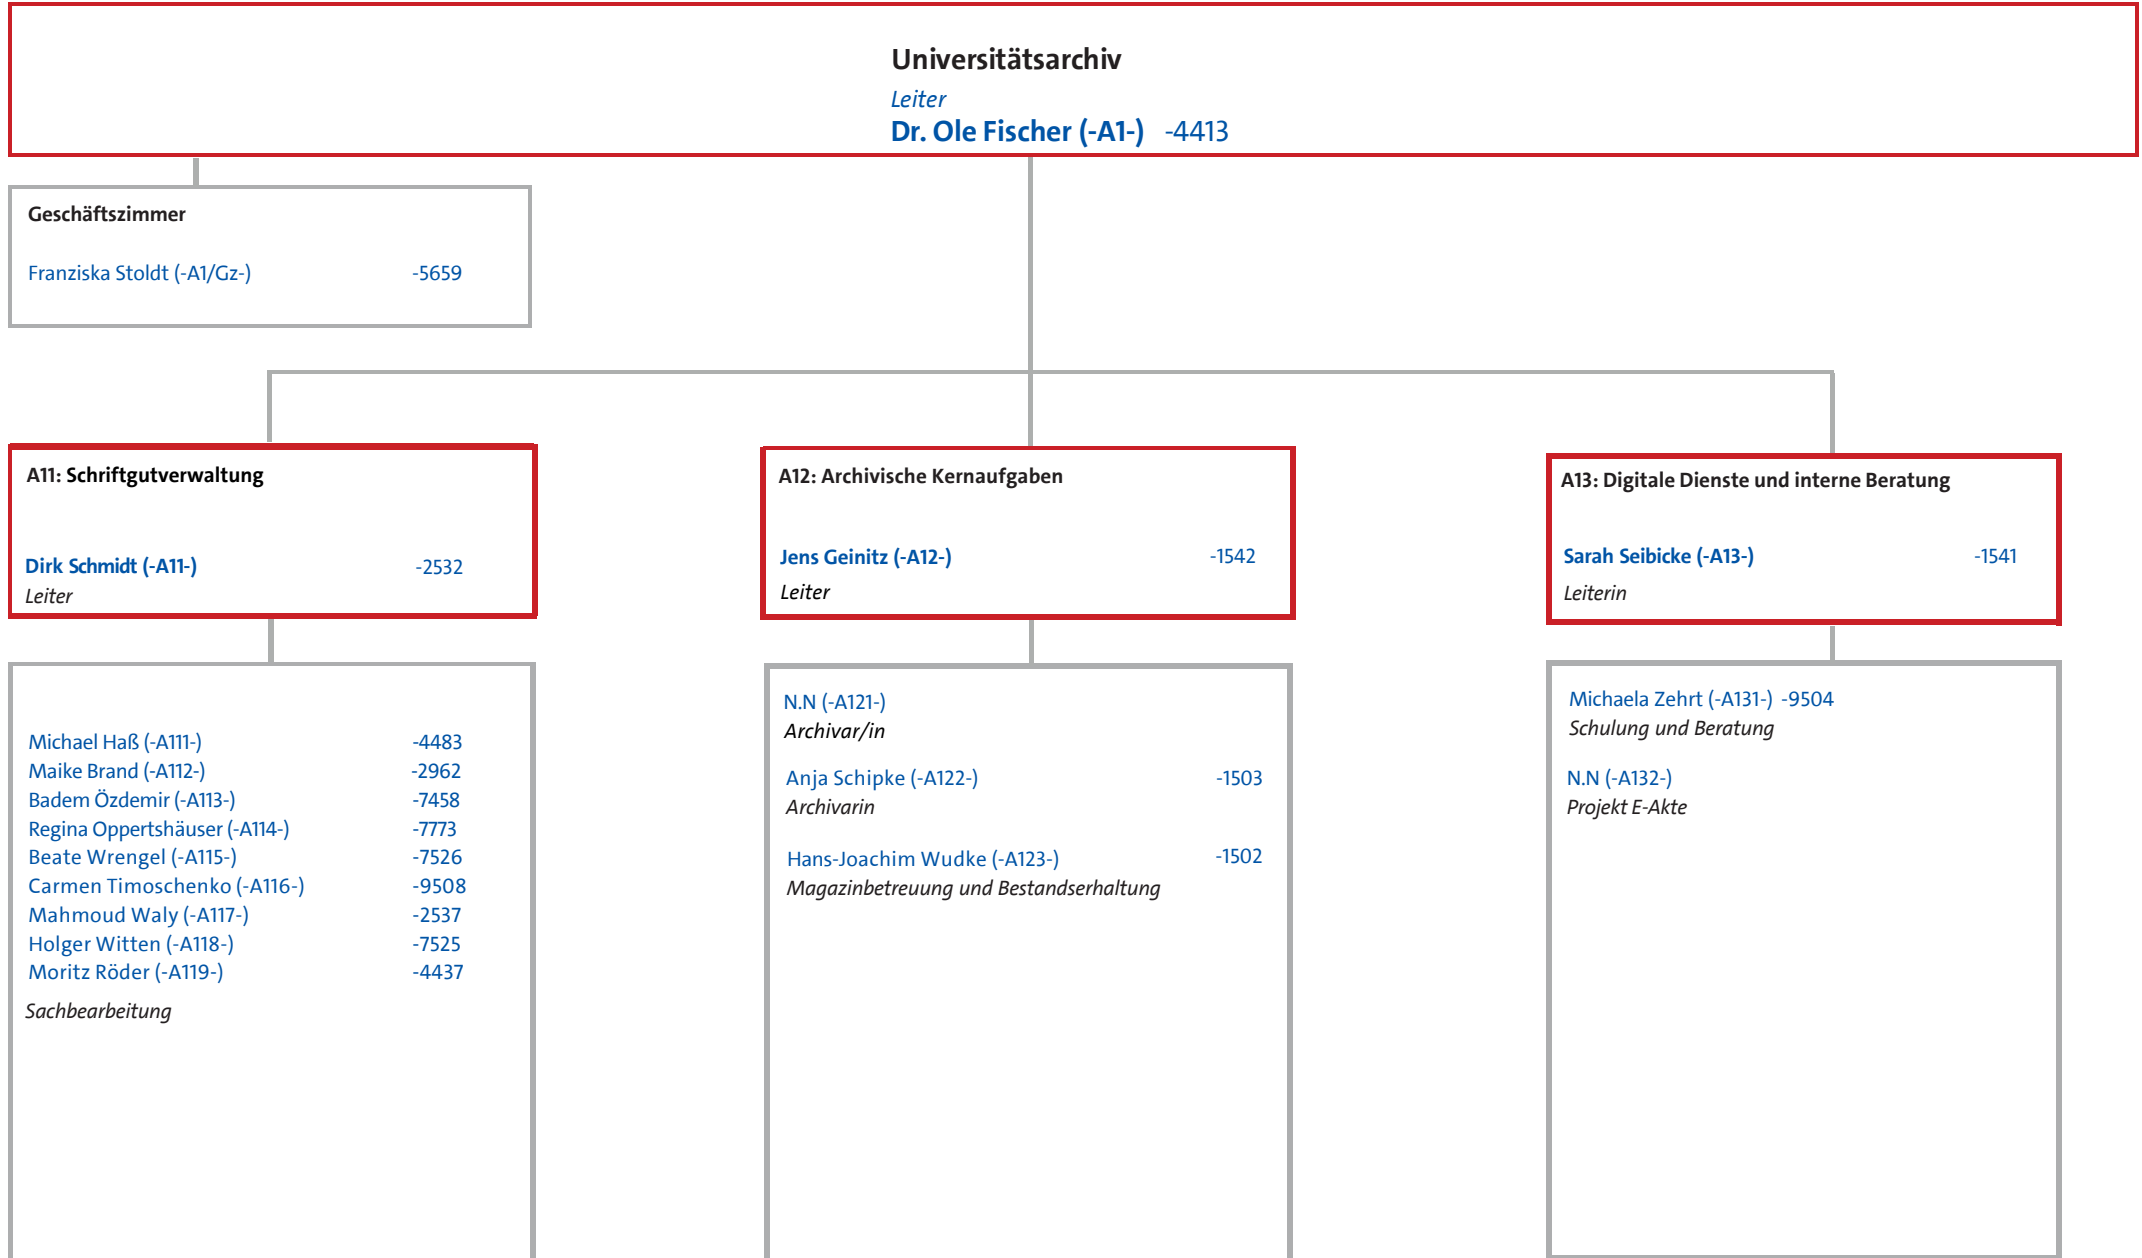 Universitätsarchiv
Leiter
Dr. Ole Fischer (-A1-) -4413
Geschäftszimmer
Franziska Stoldt (-A1/Gz-) -5659
A11: Schriftgutverwaltung
Dirk Schmidt (-A11-) -2532
Leiter
Michael Haß (-A111-) -4483
Maike Brand (-A112-) -2962
Badem Özdemir (-A113-) -7458
Regina Oppertshäuser (-A114-) -7773
Beate Wrengel (-A115-) -7526
Carmen Timoschenko (-A116-) -9508
Mahmoud Waly (-A117-) -2537
Holger Witten (-A118-) -7525
Moritz Röder (-A119-) -4437
Sachbearbeitung
A12: Archivische Kernaufgaben
Jens Geinitz (-A12-) -1542
Leiter
N.N (-A121-)
Archivar/in
Anja Schipke (-A122-) -1503
Archivarin
Hans-Joachim Wudke (-A123-) -1502
Magazinbetreuung und Bestandserhaltung
A13: Digitale Dienste und interne Beratung
Sarah Seibicke (-A13-) -1541
Leiterin
Michaela Zehrt (-A131-) -9504
Schulung und Beratung
N.N (-A132-)
Projekt E-Akte